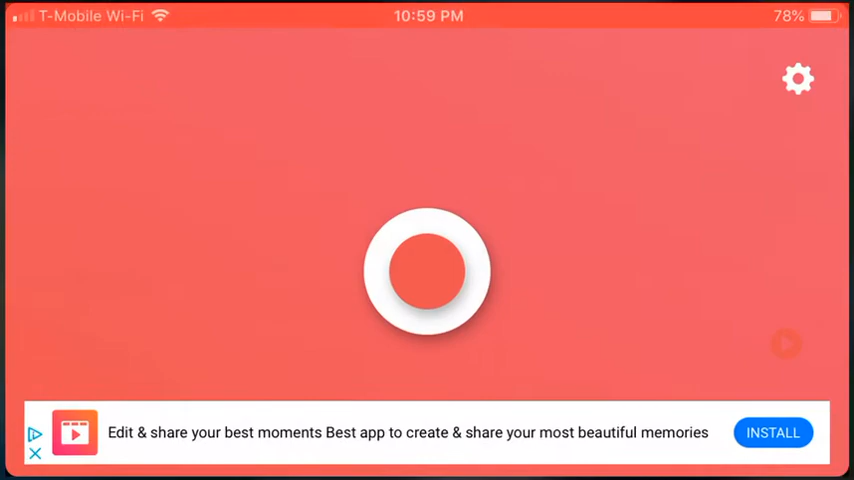 T-Mobile Wi-Fi 10:59 PM 78%
Edit & share your best moments Best app to create & share your most beautiful memories INSTALL